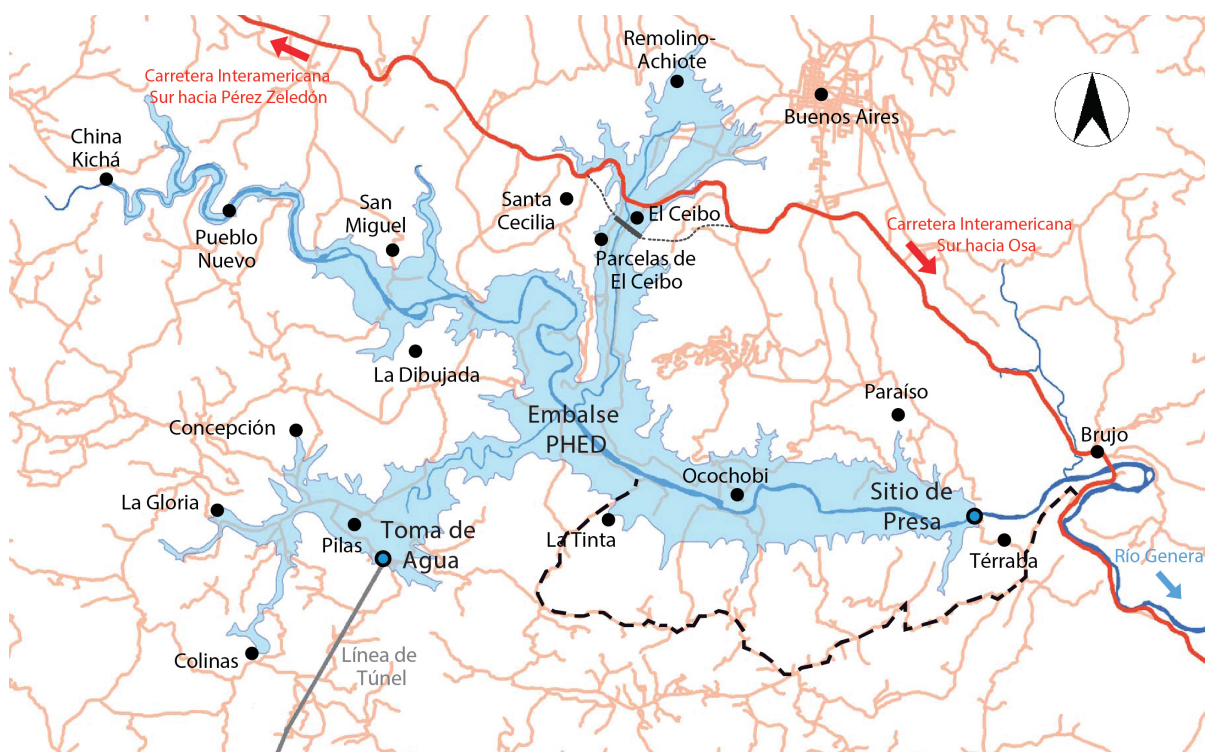 Remolino-
Achiote
Carretera Interamericana
Sur hacia Pérez Zeledón
Buenos Aires
China
Kichá
Santa
Cecilia
San
Miguel
El Ceibo
Pueblo
Nuevo
Parcelas de
El Ceibo
Carretera Interamericana
Sur hacia Osa
La Dibujada
Paraíso
Embalse
PHED
Concepción
Brujo
Ocochobi
La Gloria
Sitio de
Presa
Toma de
Agua
Pilas
La Tinta
Térraba
Río Genera
Colinas
Línea de
Túnel